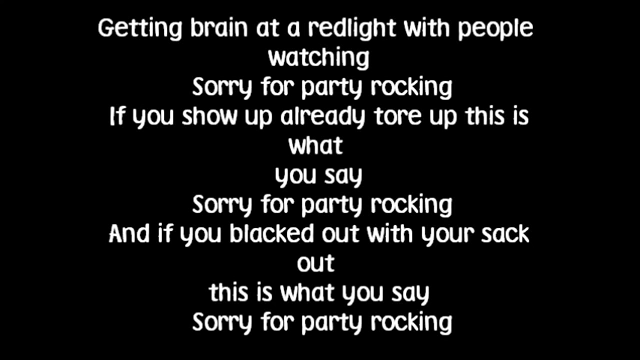 Getting brain at a redlight with people
watching
Sorry for party rocking
If you show up already tore up this is
what
you say
Sorry for party rocking
And if you blacked out with your sack
out
this is what you say
Sorry for party rocking